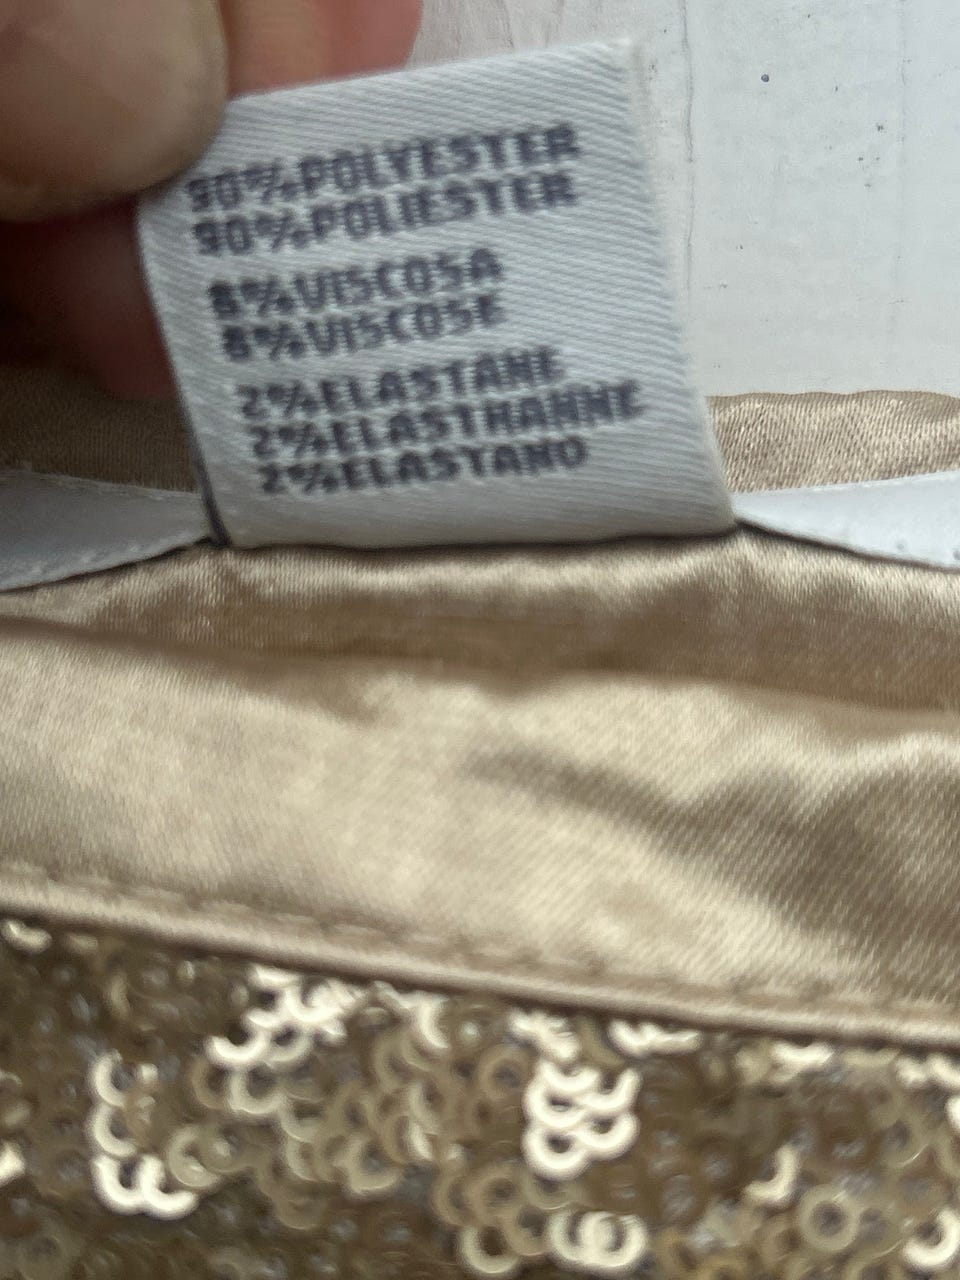 90%POLYESTER
90%POLIESTER
8%VISCOSA
8%VISCOSE
2%ELASTANE
2%ELASTHANNE
2%ELASTANO